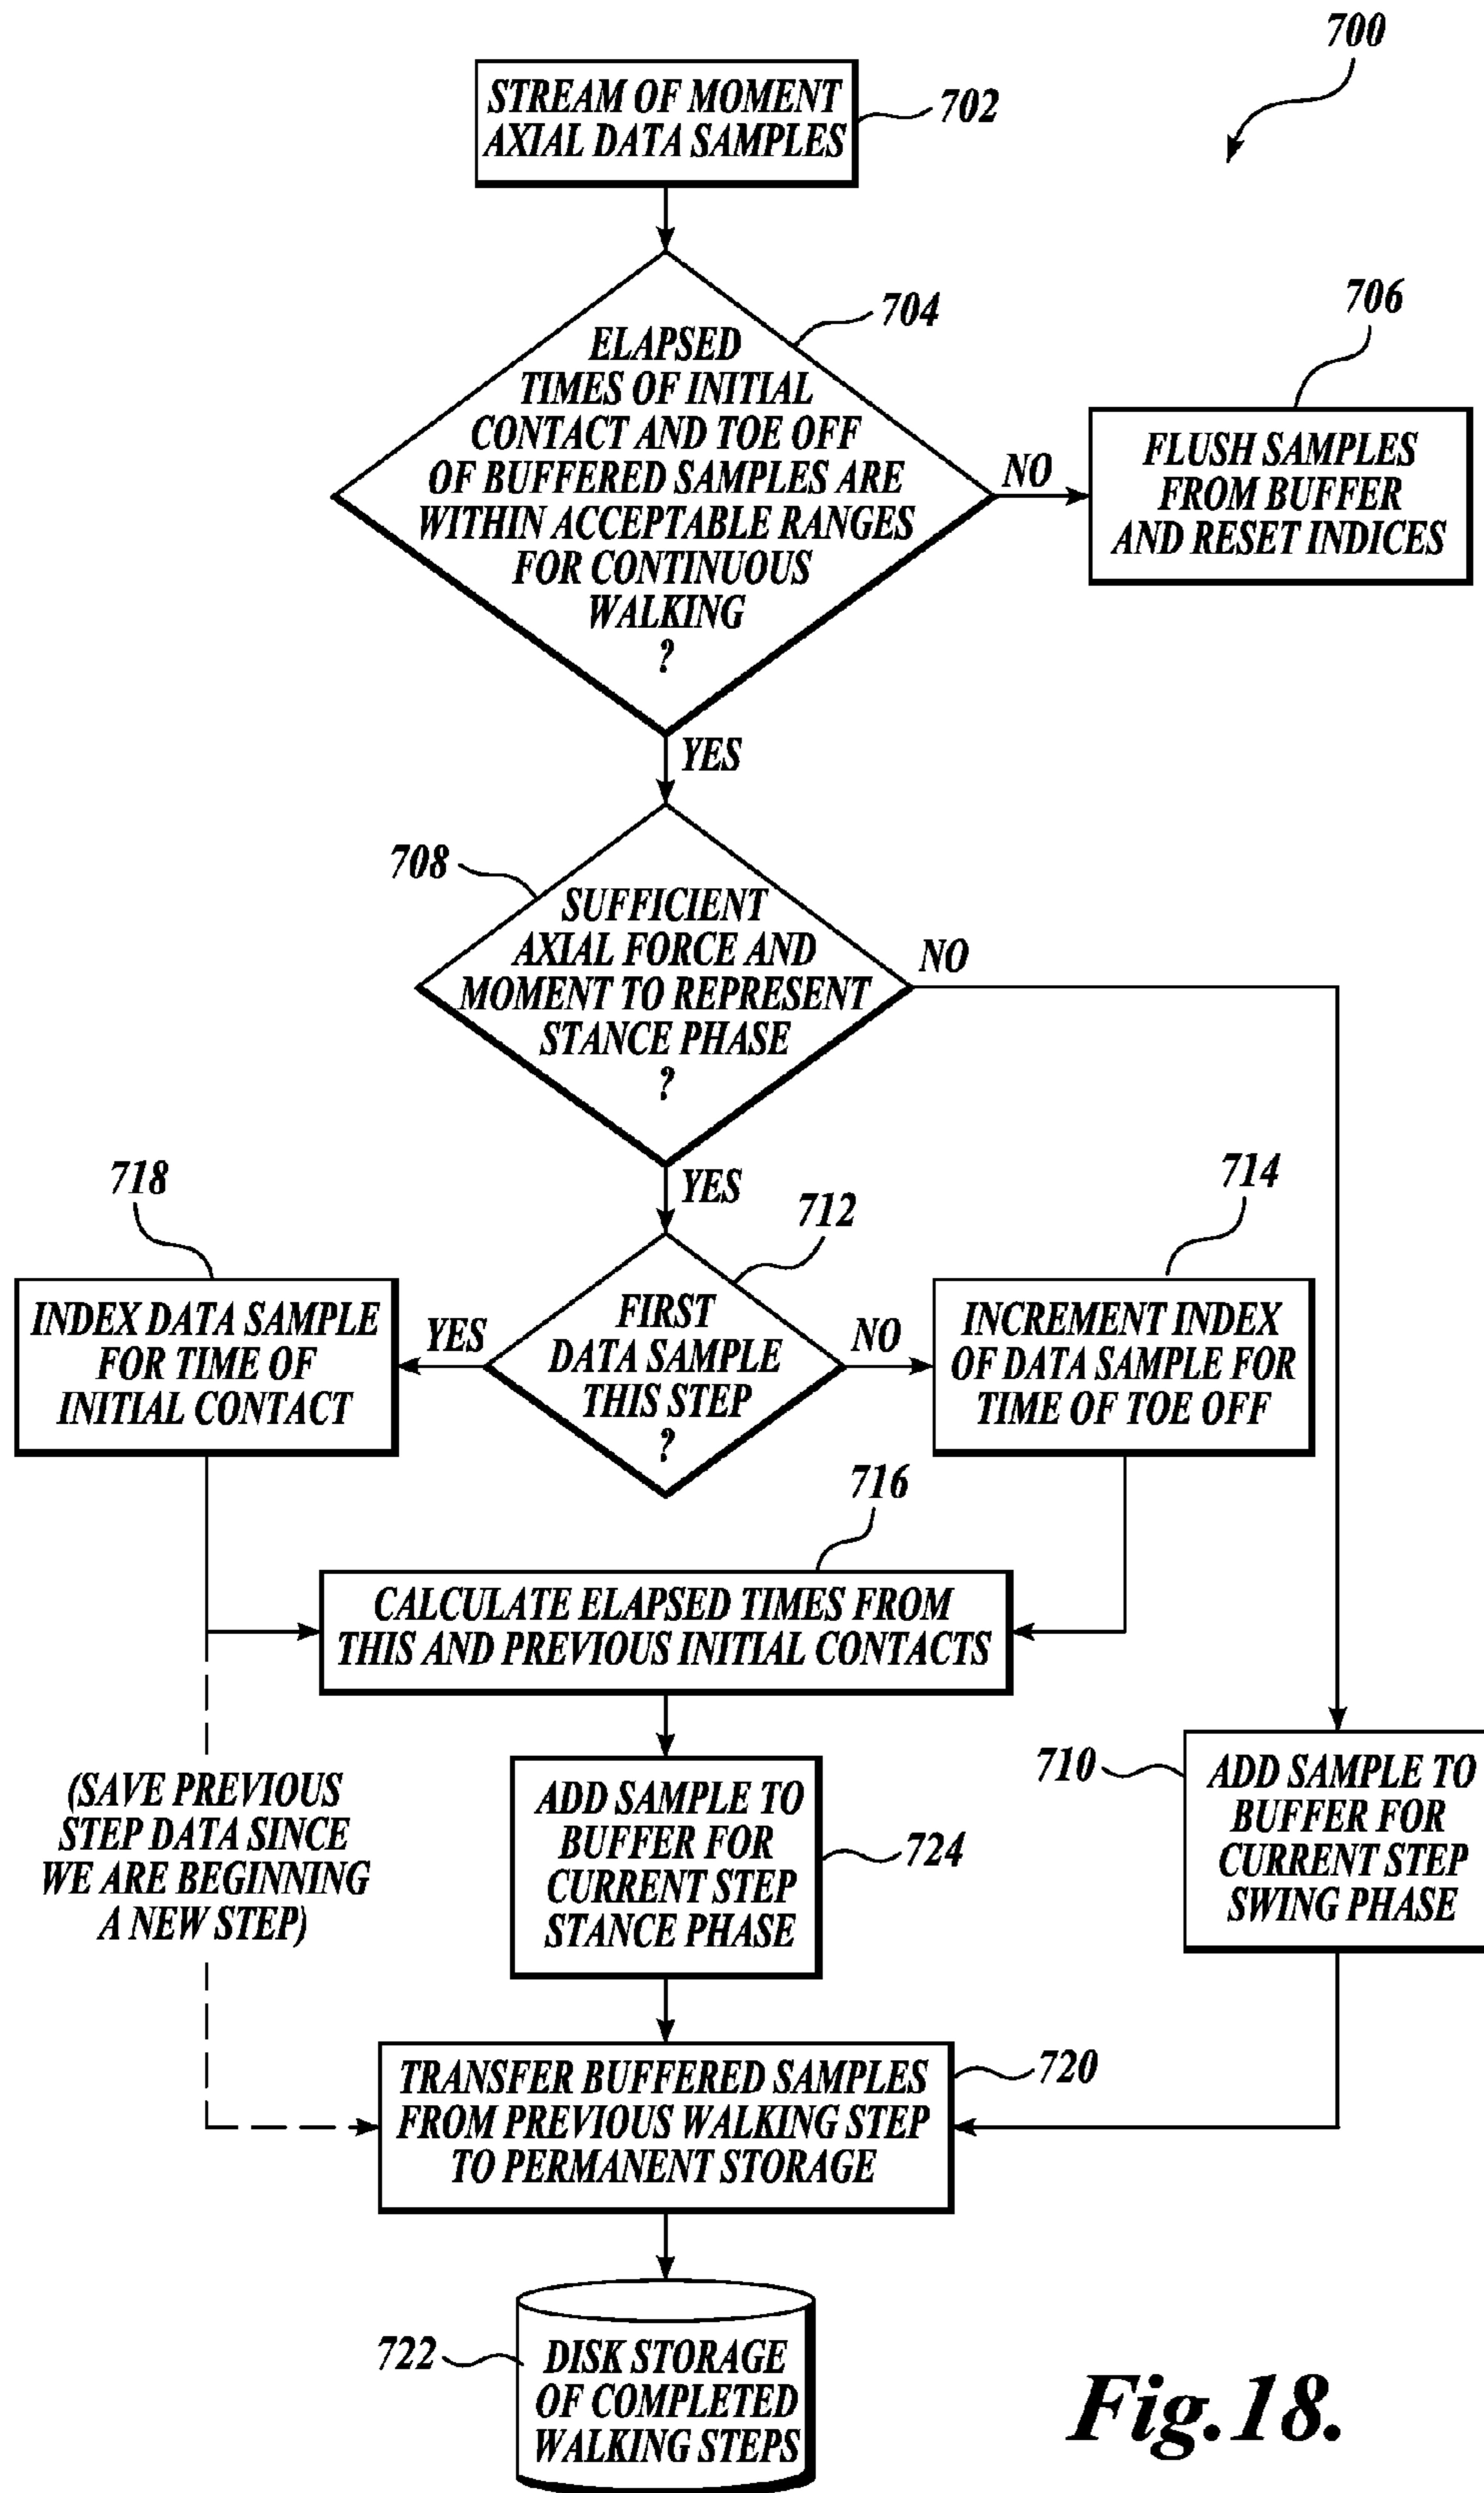 700
STREAM OF MOMENT
AXIAL DATA SAMPLES
702
704
ELAPSED
TIMES OF INITIAL
CONTACT AND TOE OFF
OF BUFFERED SAMPLES ARE
WITHIN ACCEPTABLE RANGES
FOR CONTINUOUS
WALKING
?
NO
706
FLUSH SAMPLES
FROM BUFFER
AND RESET INDICES
YES
708
SUFFICIENT
AXIAL FORCE AND
MOMENT TO REPRESENT
STANCE PHASE
?
NO
YES
712
FIRST
DATA SAMPLE
THIS STEP
?
YES
NO
718
INDEX DATA SAMPLE
FOR TIME OF
INITIAL CONTACT
714
INCREMENT INDEX
OF DATA SAMPLE FOR
TIME OF TOE OFF
716
CALCULATE ELAPSED TIMES FROM
THIS AND PREVIOUS INITIAL CONTACTS
(SAVE PREVIOUS
STEP DATA SINCE
WE ARE BEGINNING
A NEW STEP)
ADD SAMPLE TO
BUFFER FOR
CURRENT STEP
STANCE PHASE
724
710
ADD SAMPLE TO
BUFFER FOR
CURRENT STEP
SWING PHASE
TRANSFER BUFFERED SAMPLES
FROM PREVIOUS WALKING STEP
TO PERMANENT STORAGE
720
722
DISK STORAGE
OF COMPLETED
WALKING STEPS
Fig.18.